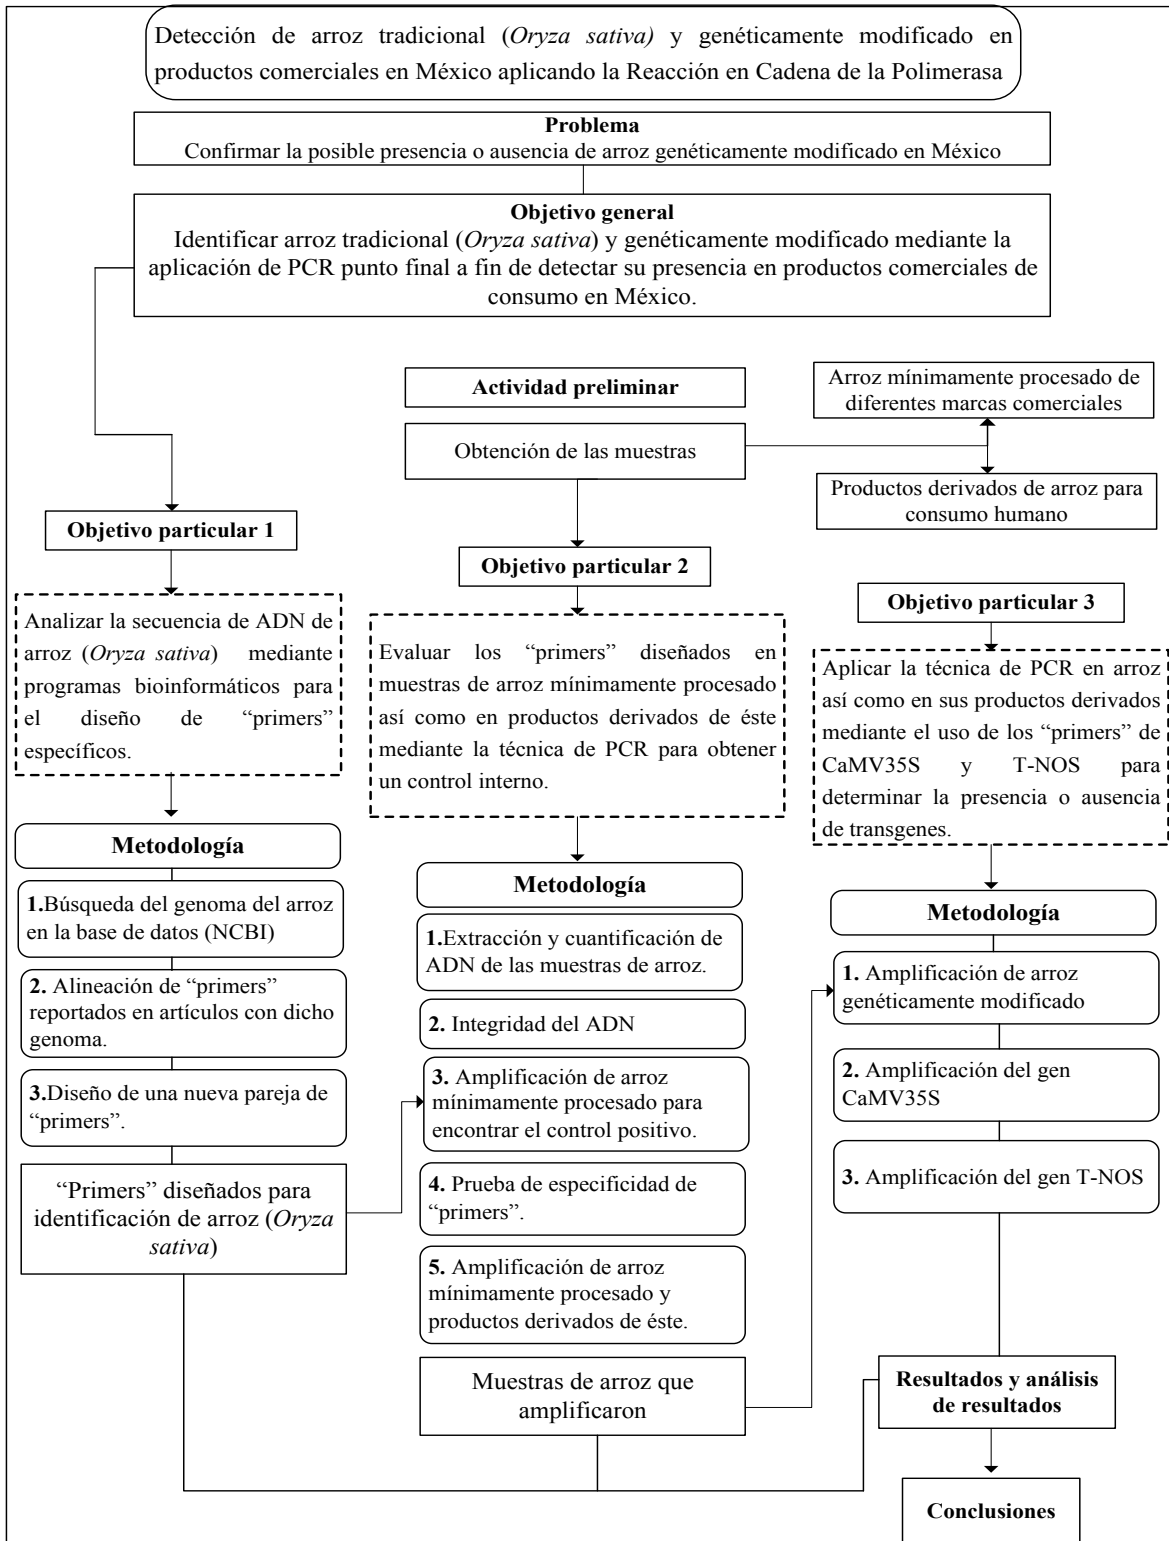 Detección de arroz tradicional (Oryza sativa) y genéticamente modificado en
productos comerciales en México aplicando la Reacción en Cadena de la Polimerasa
Problema
Confirmar la posible presencia o ausencia de arroz genéticamente modificado en México
Objetivo general
Identificar arroz tradicional (Oryza sativa) y genéticamente modificado mediante la
aplicación de PCR punto final a fin de detectar su presencia en productos comerciales de
consumo en México.
Actividad preliminar
Obtención de las muestras
Arroz mínimamente procesado de
diferentes marcas comerciales
Productos derivados de arroz para
consumo humano
Objetivo particular 1
Analizar la secuencia de ADN de
arroz (Oryza sativa) mediante
programas bioinformáticos para
el diseño de “primers”
específicos.
Metodología
1.Búsqueda del genoma del arroz
en la base de datos (NCBI)
2. Alineación de “primers”
reportados en artículos con dicho
genoma.
3.Diseño de una nueva pareja de
“primers”.
“Primers” diseñados para
identificación de arroz (Oryza
sativa)
Objetivo particular 2
Evaluar los “primers” diseñados en
muestras de arroz mínimamente procesado
así como en productos derivados de éste
mediante la técnica de PCR para obtener
un control interno.
Metodología
1.Extracción y cuantificación de
ADN de las muestras de arroz.
2. Integridad del ADN
3. Amplificación de arroz
mínimamente procesado para
encontrar el control positivo.
4. Prueba de especificidad de
“primers”.
5. Amplificación de arroz
mínimamente procesado y
productos derivados de éste.
Muestras de arroz que
amplificaron
Objetivo particular 3
Aplicar la técnica de PCR en arroz
así como en sus productos derivados
mediante el uso de los “primers” de
CaMV35S y T-NOS para
determinar la presencia o ausencia
de transgenes.
Metodología
1. Amplificación de arroz
genéticamente modificado
2. Amplificación del gen
CaMV35S
3. Amplificación del gen T-NOS
Resultados y análisis
de resultados
Conclusiones